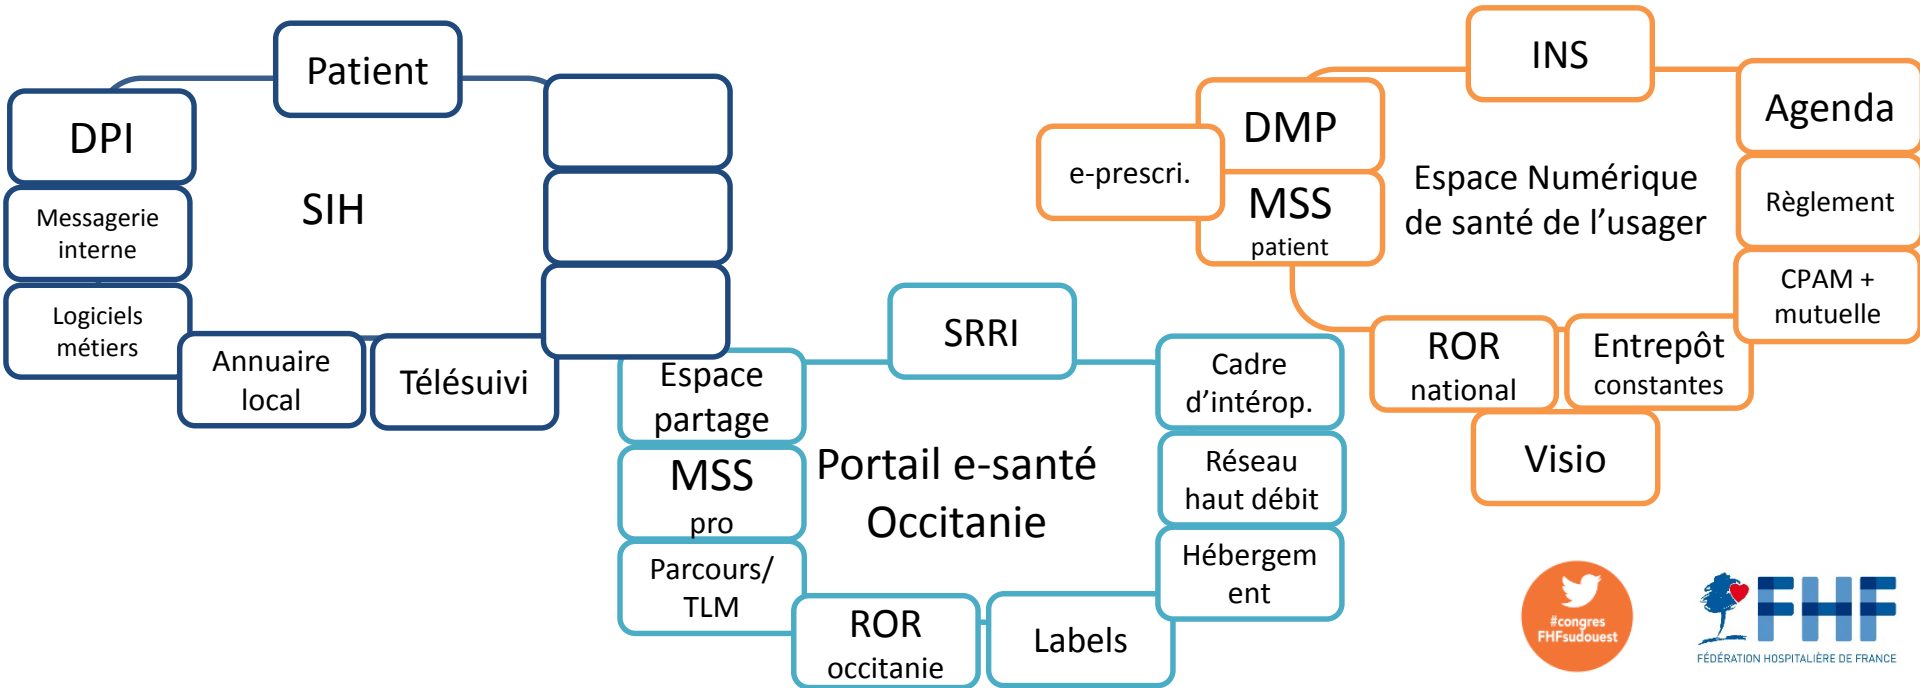 Patient
DPI
Messagerie
interne
Logiciels
métiers
SIH
Annuaire
local
Télésuivi
SRRI
Espace
partage
MSS
pro
Parcours/
TLM
Portail e-santé
Occitanie
ROR
occitanie
Labels
Cadre
d'intérop.
Réseau
haut débit
Hébergem
ent
INS
DMP
e-prescri.
MSS
patient
Espace Numérique
de santé de l'usager
Agenda
Règlement
CPAM +
mutuelle
ROR
national
Entrepôt
constantes
Visio
#congres
FHFsudouest
FHF
FÉDÉRATION HOSPITALIÈRE DE FRANCE